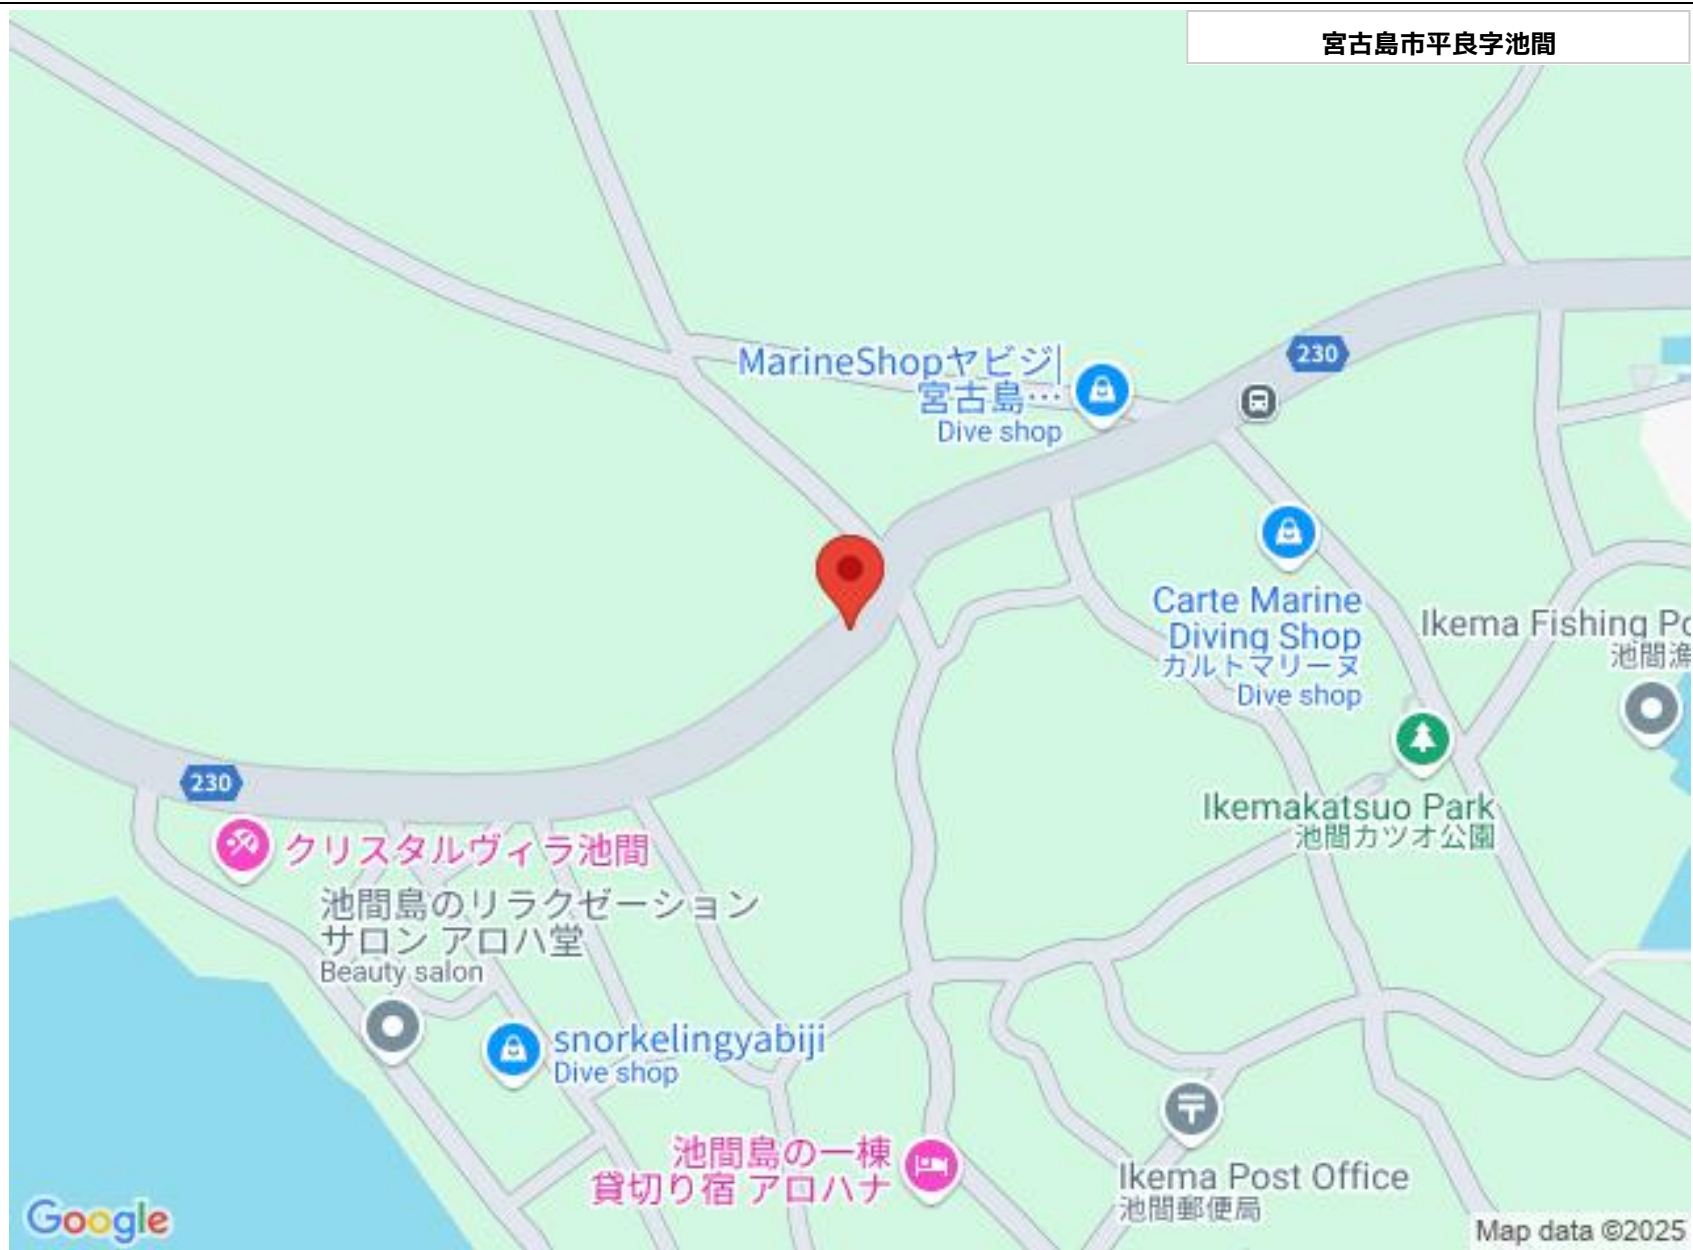 宮古島市平良字池間
230
MarineShopヤビジ|
宮古島…
Dive shop
Carte Marine
Diving Shop
カルトマリーヌ
Dive shop
Ikema Fishing Po
池間漁
Ikemakatsuo Park
池間カツオ公園
230
クリスタルヴィラ池間
池間島のリラクゼーション
サロン アロハ堂
Beauty salon
snorkelingyabiji
Dive shop
池間島の一棟
貸切り宿 アロハナ
Ikema Post Office
池間郵便局
Google
Map data ©2025